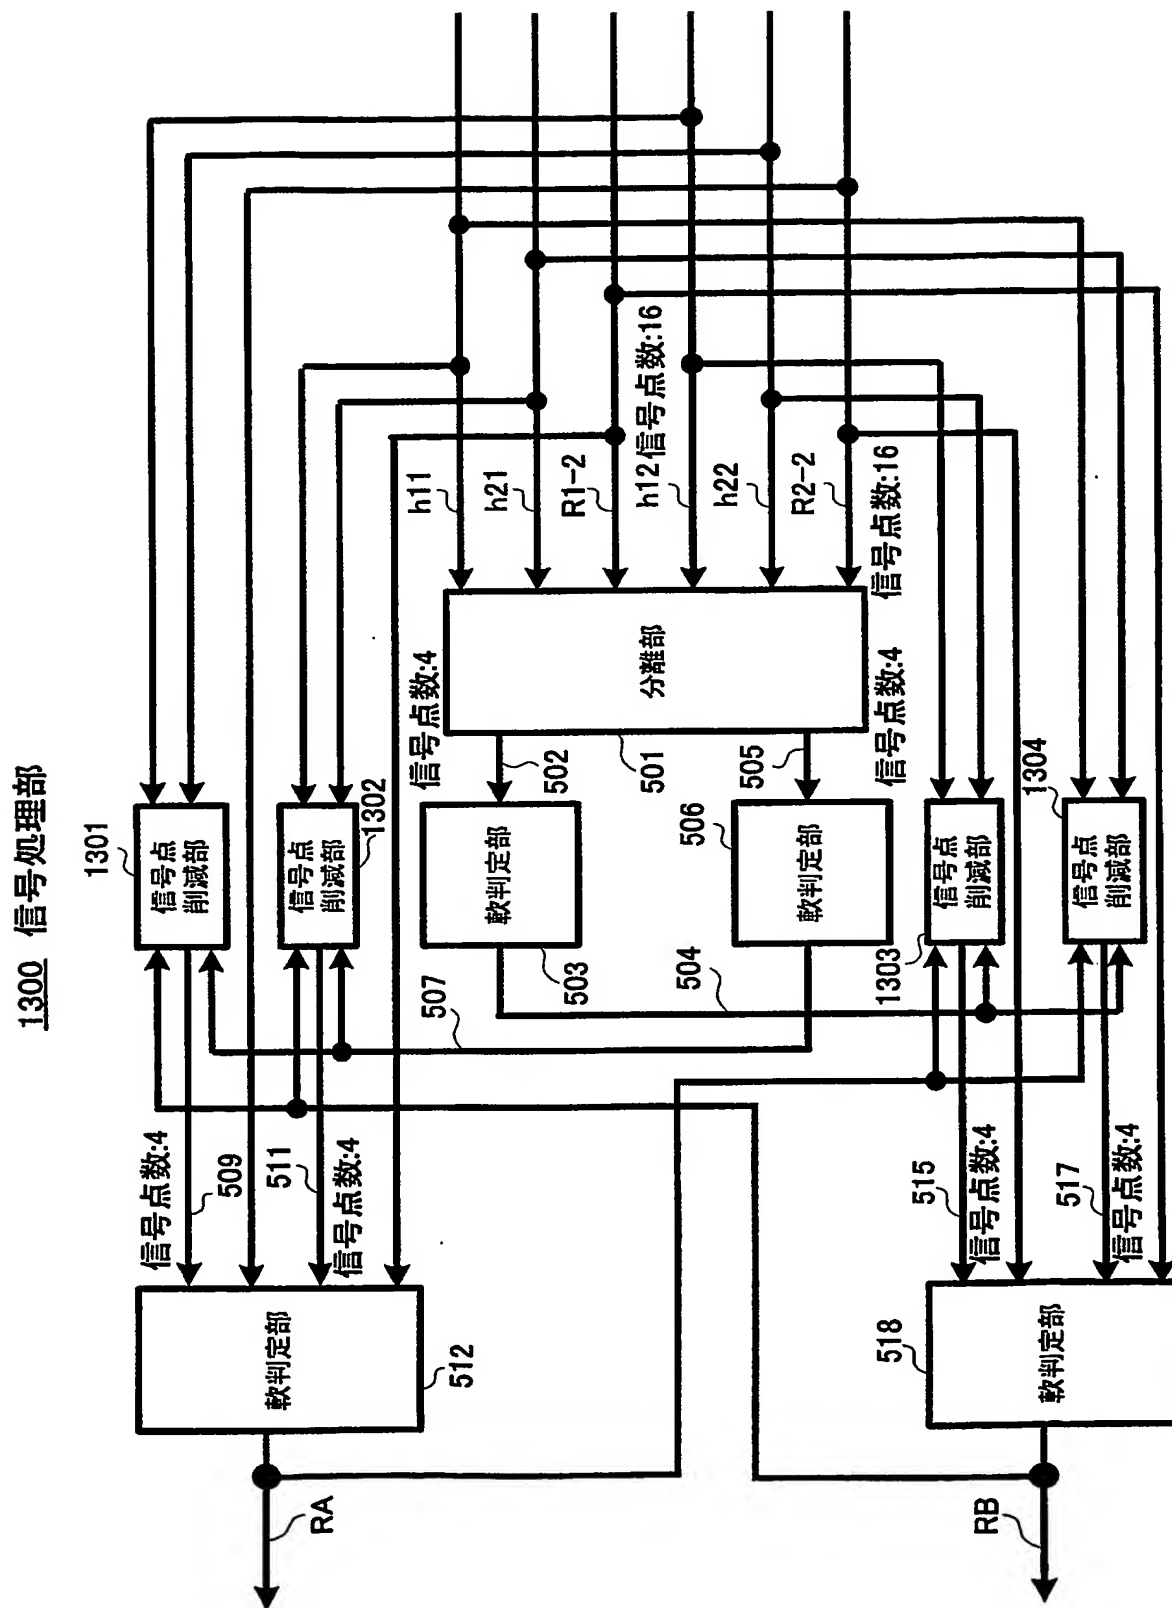 1300 信号処理部
1301
信号点
削減部
信号点数:4
509
信号点
削減部
1302
511
信号点数:4
軟判定部
512
RA
h11
h21
R1-2
信号点数:16
h12
h22
R2-2
信号点数:16
分離部
501
信号点数:4
502
軟判定部
503
504
信号点数:4
505
506
軟判定部
507
信号点
削減部
1303
515
信号点数:4
1304
信号点
削減部
517
信号点数:4
518
軟判定部
RB